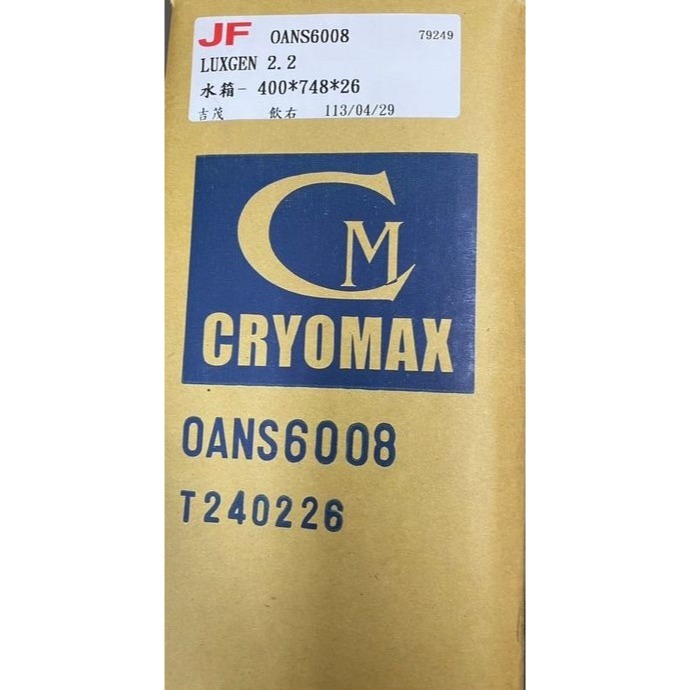 JF OANS6008 79249
LUXGEN 2.2
水箱- 400*748*26
吉茂 飲右 113/04/29
CM
CRYOMAX
OANS6008
T240226